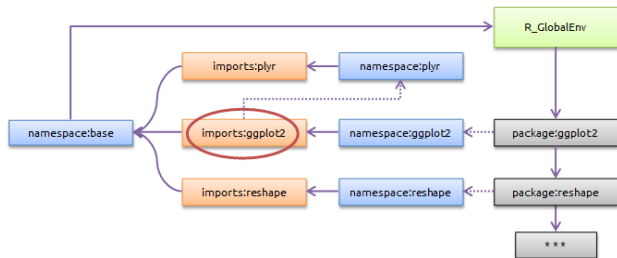 R_GlobalEnv
imports:plyr
namespace:plyr
namespace:base
imports:ggplot2
namespace:ggplot2
package:ggplot2
imports:reshape
namespace:reshape
package:reshape
* * *